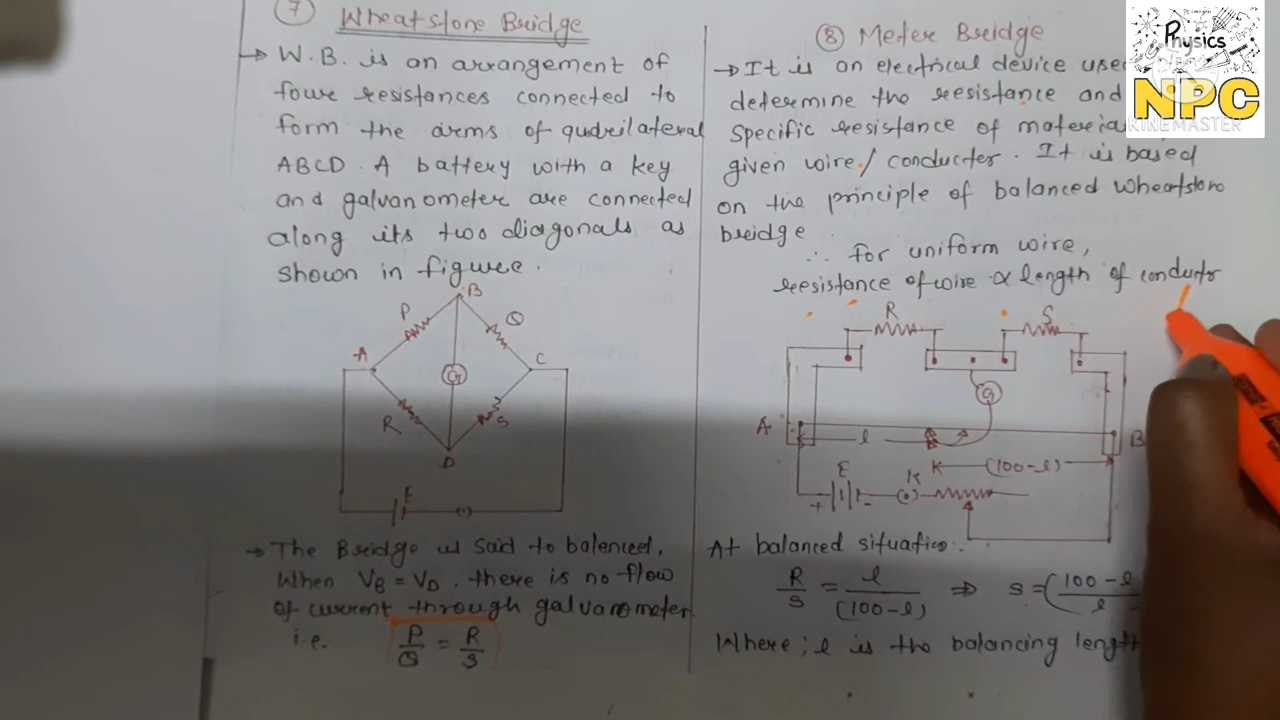 7 Wheatstone Bridge
→ W.B. is an arrangement of
four resistances connected to
form the arms of qudrilateral
ABCD. A battery with a key
and galvanometer are connected
along its two diagonals as
shown in figure.
B
P
Q
A
C
G
R
S
D
E
→ The Bridge is said to balenced,
When VB = VD. there is no flow
of current through galvanometer.
i.e. P/Q = R/S
8 Meter Bridge
→ It is an electrical device used
determine the resistance and
specific resistance of
given wire/conducter. It is based
on the principle of balanced wheatstone
bridge
∴ for uniform wire,
resistance of wire ∝ length of conductr
R
S
G
A
l
B
K
(100-l)
E
K
+
-
At balanced situation:
R/S = l/(100-l) ⇒ S = (100-l/l
Where; l is the balancing length
Physics
NPC
KINEMASTER